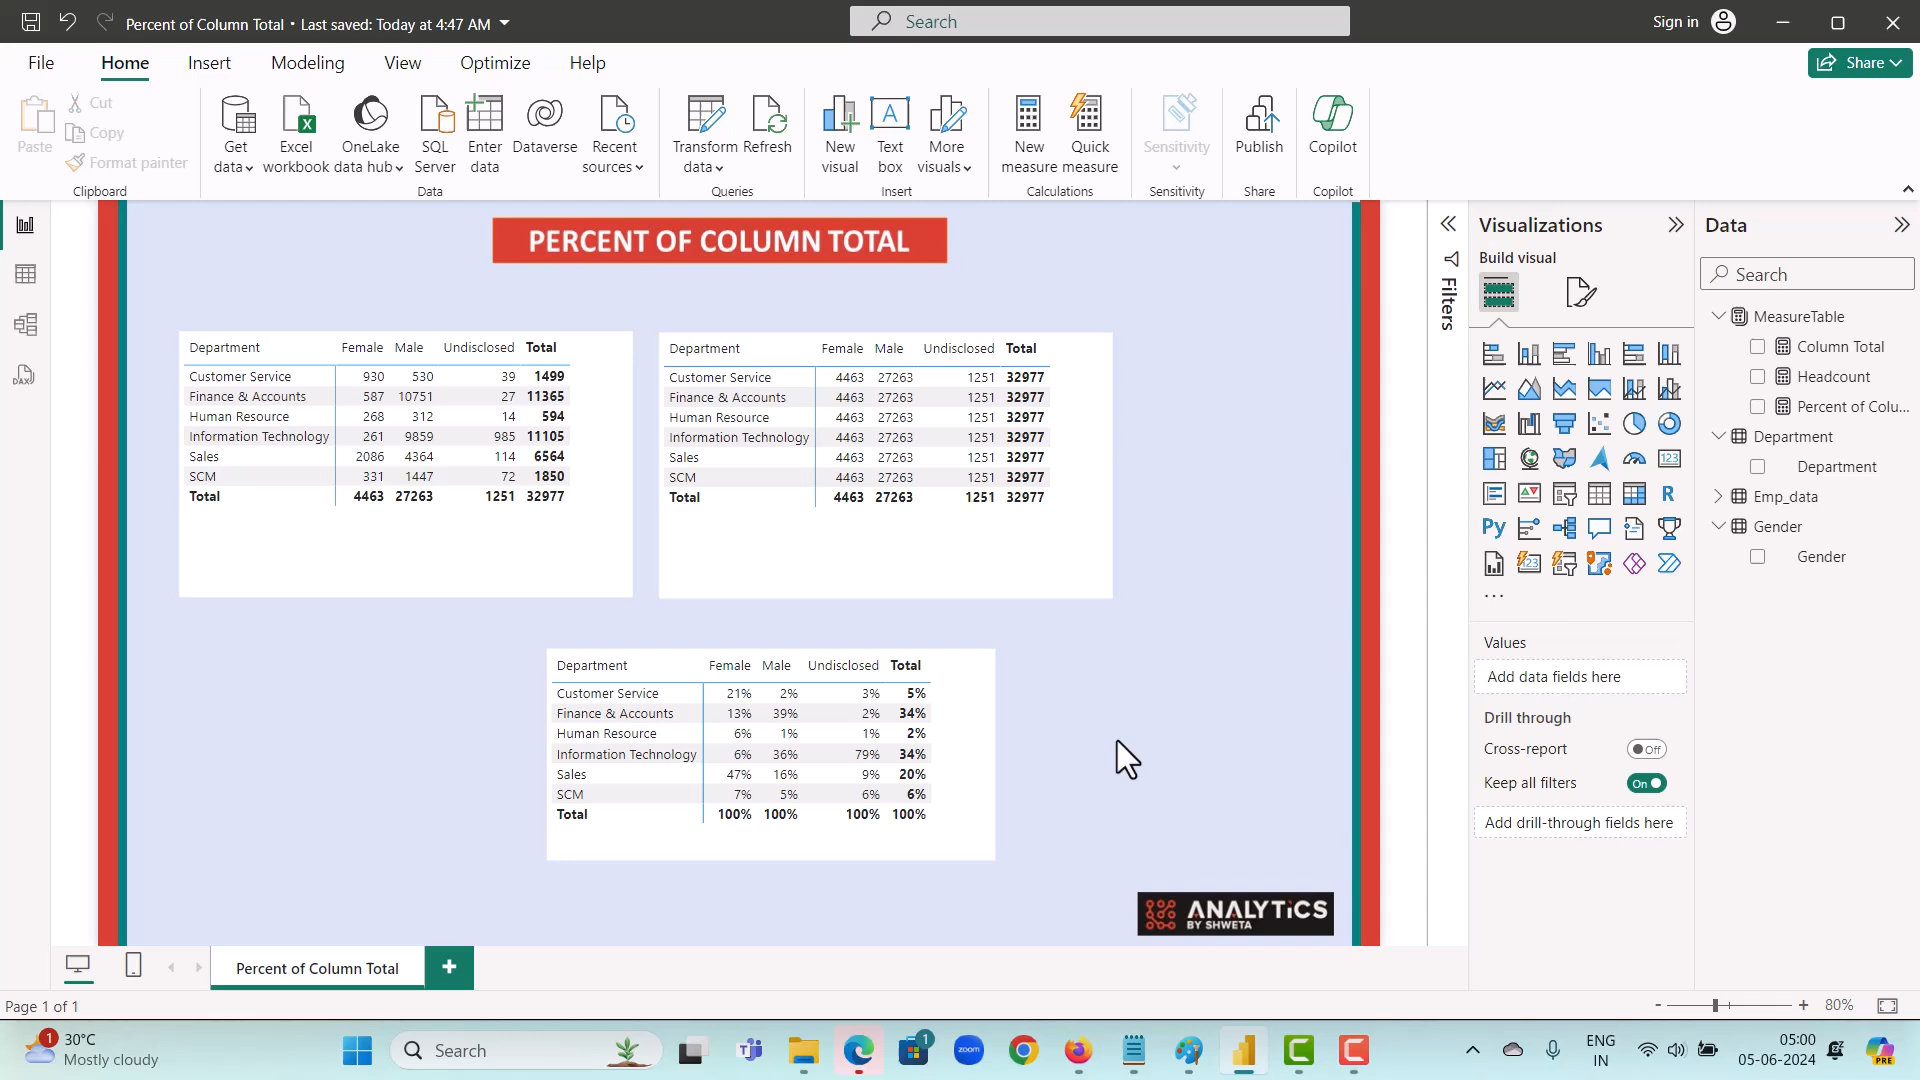 Percent of Column Total • Last saved: Today at 4:47 AM
Search
Sign in
File Home Insert Modeling View Optimize Help
Share
Paste
Cut
Copy
Format painter
Clipboard
Get data
Excel workbook
OneLake data hub
SQL Server
Enter data
Dataverse
Recent sources
Data
Transform data
Refresh
Queries
New visual
Text box
More visuals
Insert
New measure
Quick measure
Calculations
Sensitivity
Sensitivity
Publish
Share
Copilot
Copilot
PERCENT OF COLUMN TOTAL
Department Female Male Undisclosed Total
Customer Service 930 530 39 1499
Finance & Accounts 587 10751 27 11365
Human Resource 268 312 14 594
Information Technology 261 9859 985 11105
Sales 2086 4364 114 6564
SCM 331 1447 72 1850
Total 4463 27263 1251 32977
Department Female Male Undisclosed Total
Customer Service 4463 27263 1251 32977
Finance & Accounts 4463 27263 1251 32977
Human Resource 4463 27263 1251 32977
Information Technology 4463 27263 1251 32977
Sales 4463 27263 1251 32977
SCM 4463 27263 1251 32977
Total 4463 27263 1251 32977
Department Female Male Undisclosed Total
Customer Service 21% 2% 3% 5%
Finance & Accounts 13% 39% 2% 34%
Human Resource 6% 1% 1% 2%
Information Technology 6% 36% 79% 34%
Sales 47% 16% 9% 20%
SCM 7% 5% 6% 6%
Total 100% 100% 100% 100%
ANALYTiCS
BY SHWETA
Filters
Visualizations
Build visual
123
R
Py
123
...
Values
Add data fields here
Drill through
Cross-report Off
Keep all filters On
Add drill-through fields here
Data
Search
MeasureTable
Column Total
Headcount
Percent of Colu...
Department
Department
Emp_data
Gender
Gender
DAX
Percent of Column Total
+
Page 1 of 1
- + 80%
1
30°C
Mostly cloudy
Search
1
zoom
ENG
IN
05:00
05-06-2024
PRE